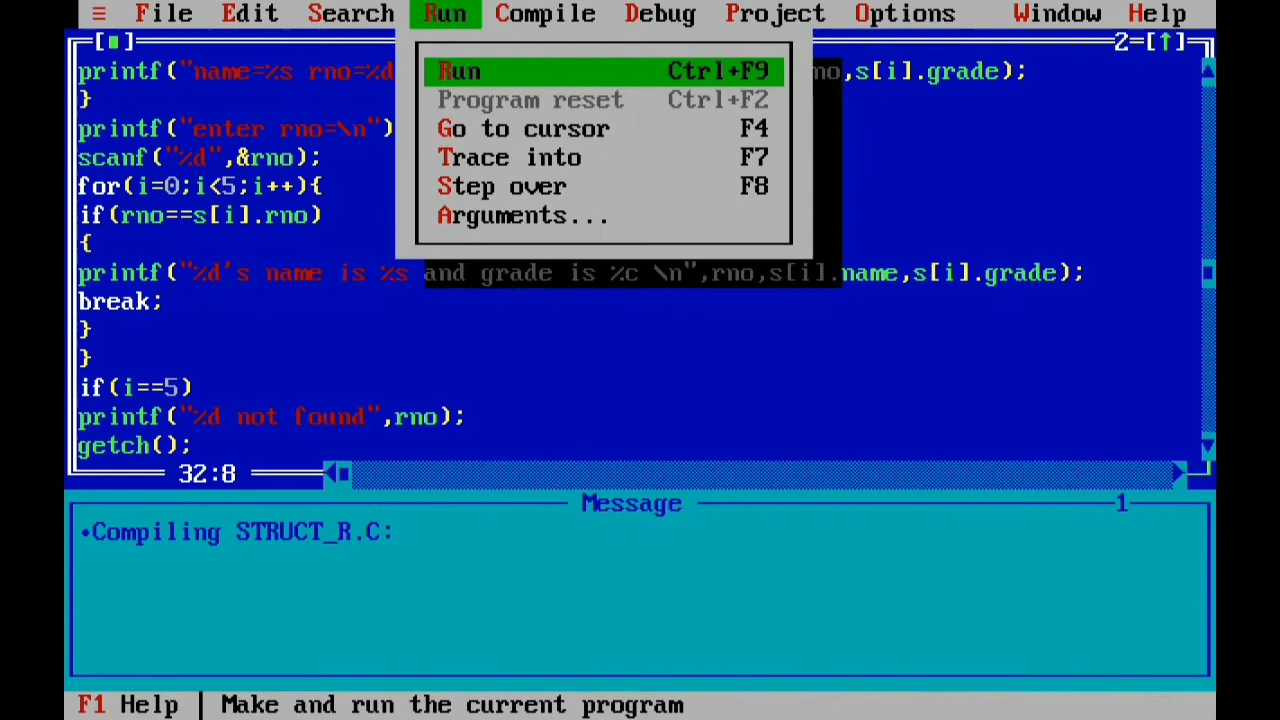 ≡ File Edit Search Run Compile Debug Project Options Window Help
[■] 2=[↑]
printf("name=%s rno=%d no,s[i].grade);
}
printf("enter rno=\n")
scanf("%d",&rno);
for(i=0;i<5;i++){
if(rno==s[i].rno)
{
printf("%d's name is %s and grade is %c \n",rno,s[i].name,s[i].grade);
break;
}
}
if(i==5)
printf("%d not found",rno);
getch();
32:8
Run Ctrl+F9
Program reset Ctrl+F2
Go to cursor F4
Trace into F7
Step over F8
Arguments...
Message 1
•Compiling STRUCT_R.C:
F1 Help | Make and run the current program